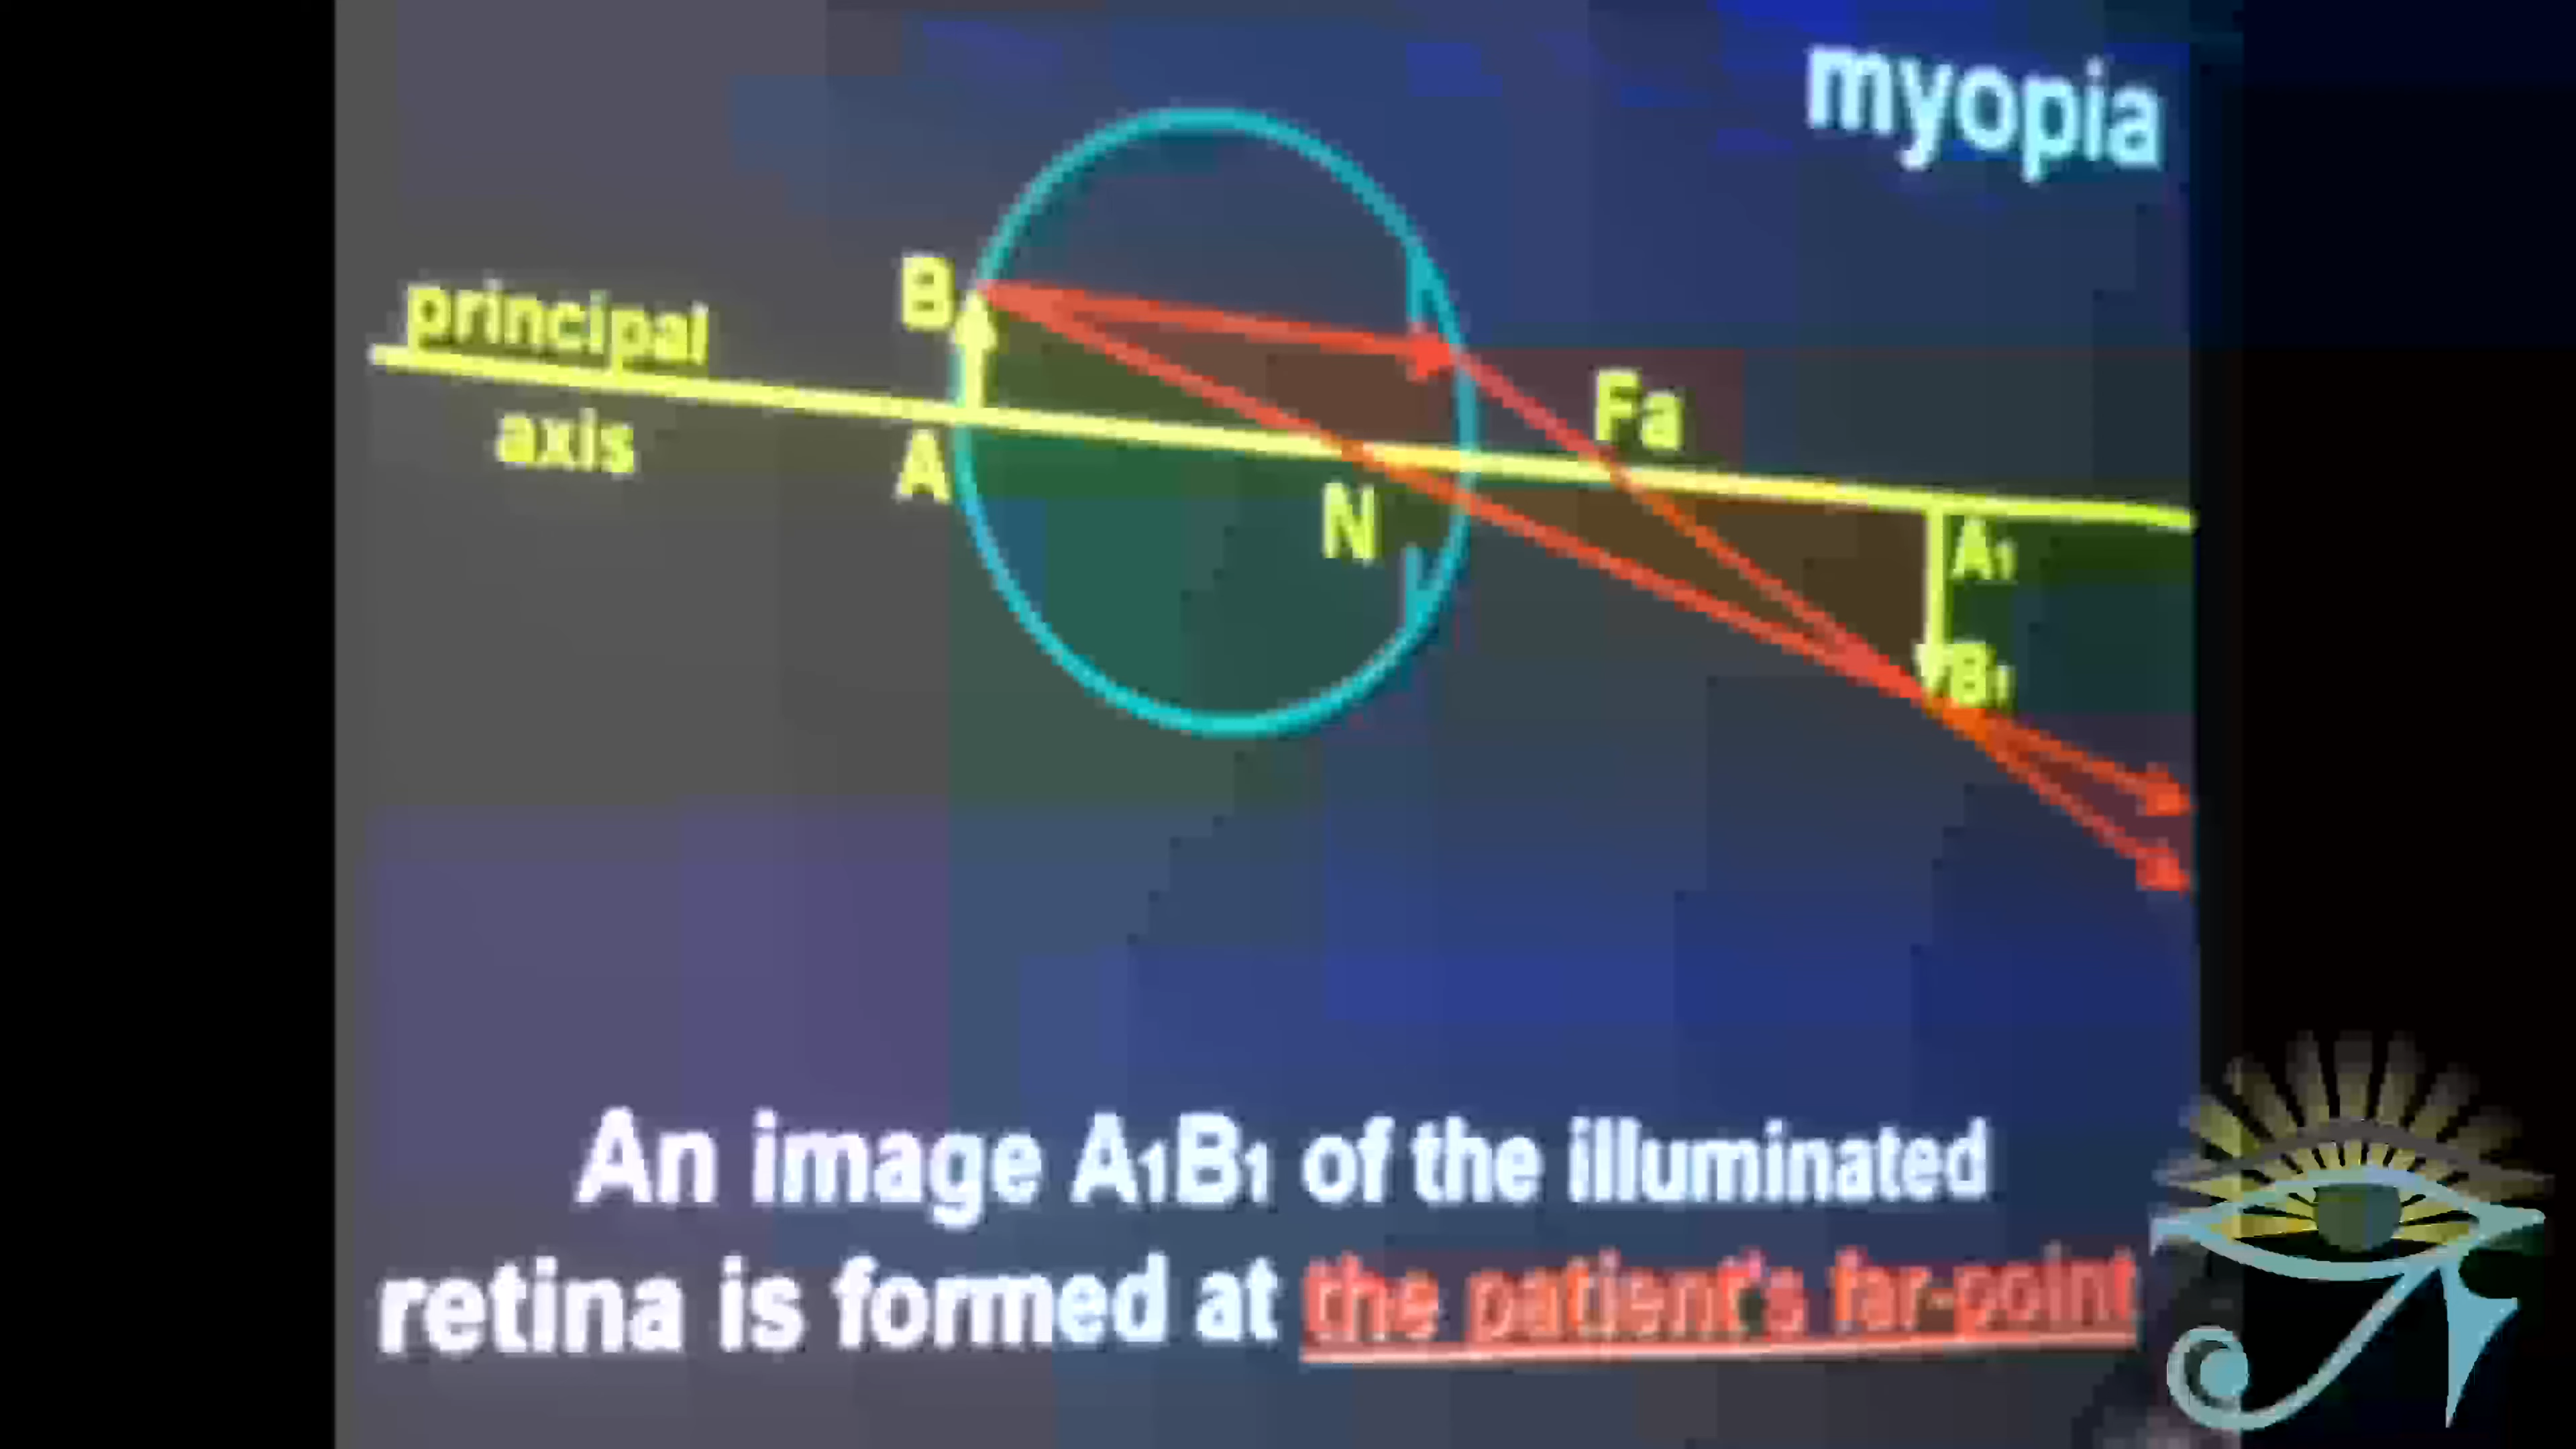 myopia
B
principal
axis
A
N
Fa
A1
B1
An image A1B1 of the illuminated
retina is formed at the patient's far-point